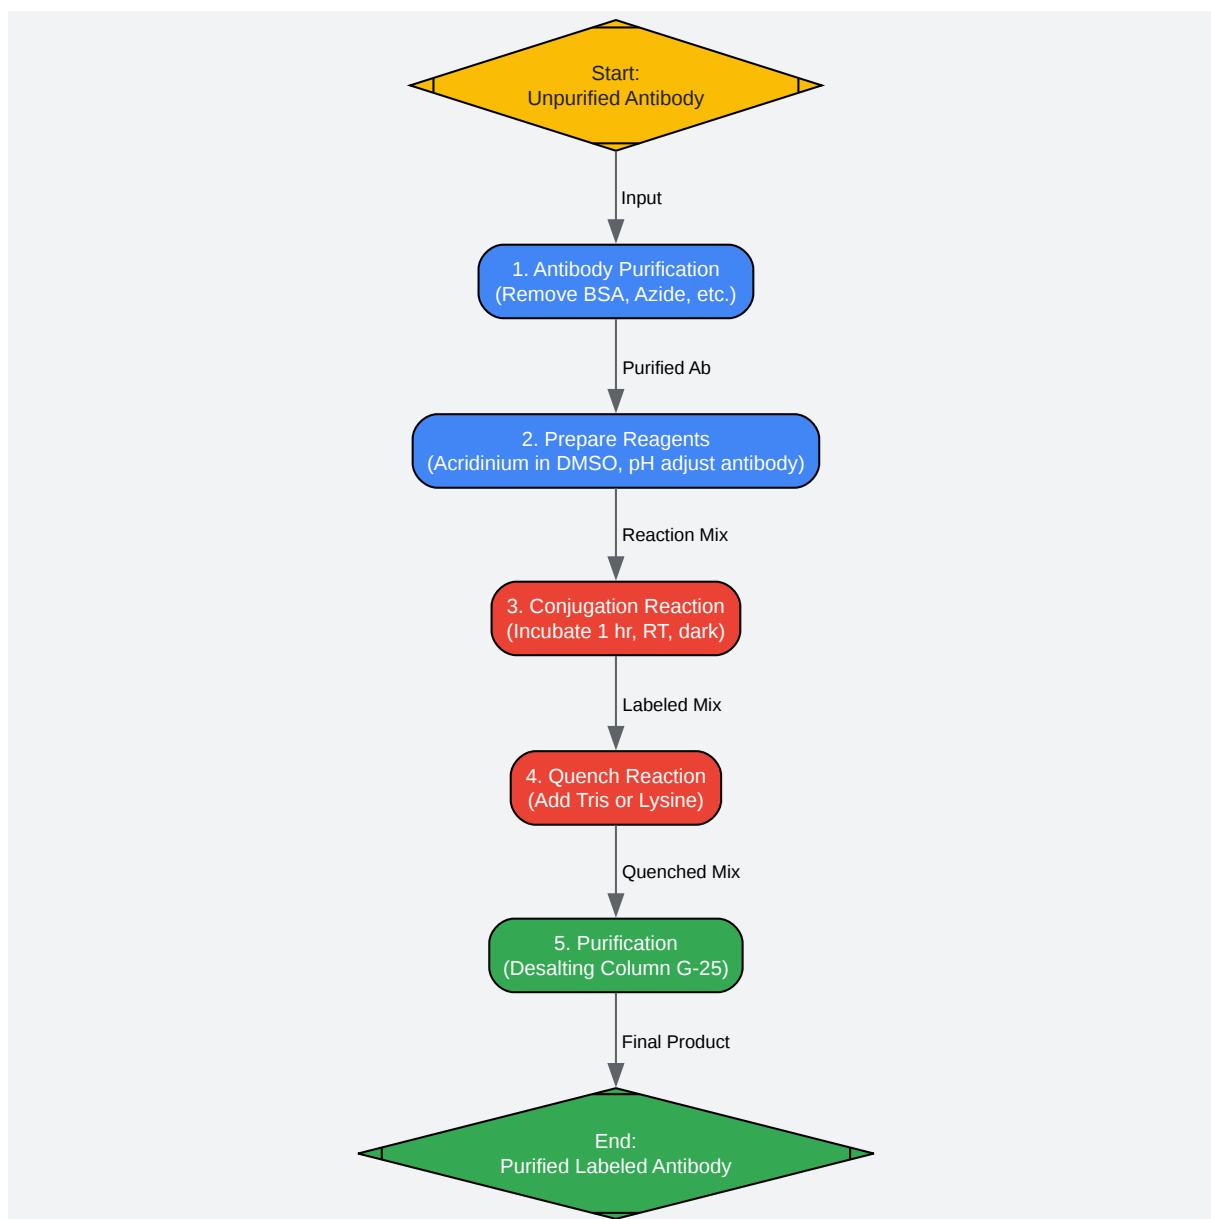 Start:
Unpurified Antibody
Input
1. Antibody Purification
(Remove BSA, Azide, etc.)
Purified Ab
2. Prepare Reagents
(Acridinium in DMSO, pH adjust antibody)
Reaction Mix
3. Conjugation Reaction
(Incubate 1 hr, RT, dark)
Labeled Mix
4. Quench Reaction
(Add Tris or Lysine)
Quenched Mix
5. Purification
(Desalting Column G-25)
Final Product
End:
Purified Labeled Antibody